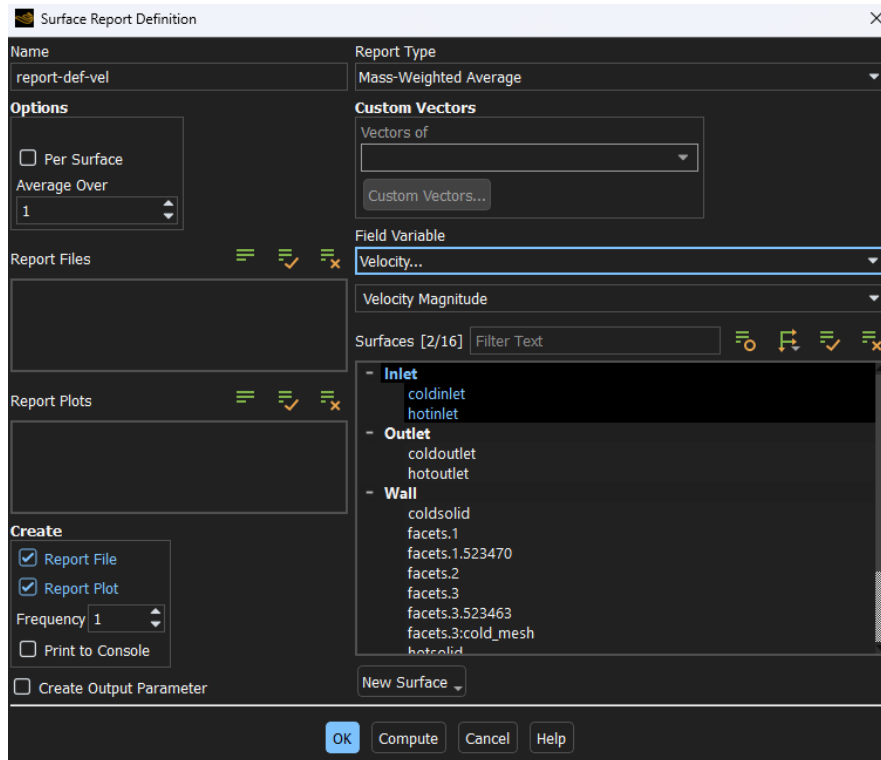 Surface Report Definition
Name
report-def-vel
Options
Per Surface
Average Over
1
Report Files
Report Plots
Create
Report File
Report Plot
Frequency 1
Print to Console
Create Output Parameter
Report Type
Mass-Weighted Average
Custom Vectors
Vectors of
Custom Vectors...
Field Variable
Velocity...
Velocity Magnitude
Surfaces [2/16] Filter Text
Inlet
coldinlet
hotinlet
Outlet
coldoutlet
hotoutlet
Wall
coldsolid
facets.1
facets.1.523470
facets.2
facets.3
facets.3.523463
facets.3:cold_mesh
hotsolid
New Surface
OK Compute Cancel Help